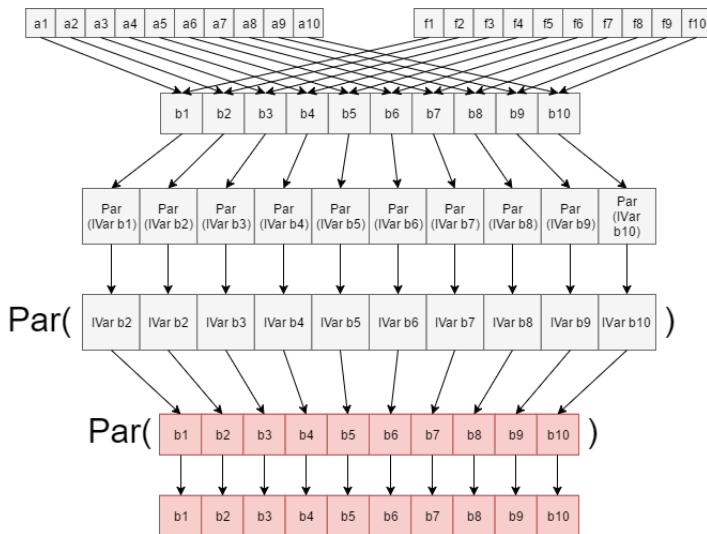 a1 a2 a3 a4 a5 a6 a7 a8 a9 a10 f1 f2 f3 f4 f5 f6 f7 f8 f9 f10
b1 b2 b3 b4 b5 b6 b7 b8 b9 b10
Par Par Par Par Par Par Par Par Par Par
(IVar b1) (IVar b2) (IVar b3) (IVar b4) (IVar b5) (IVar b6) (IVar b7) (IVar b8) (IVar b9) (IVar
b10)
Par( IVar b2 IVar b2 IVar b3 IVar b4 IVar b5 IVar b6 IVar b7 IVar b8 IVar b9 IVar b10 )
Par( b1 b2 b3 b4 b5 b6 b7 b8 b9 b10 )
b1 b2 b3 b4 b5 b6 b7 b8 b9 b10